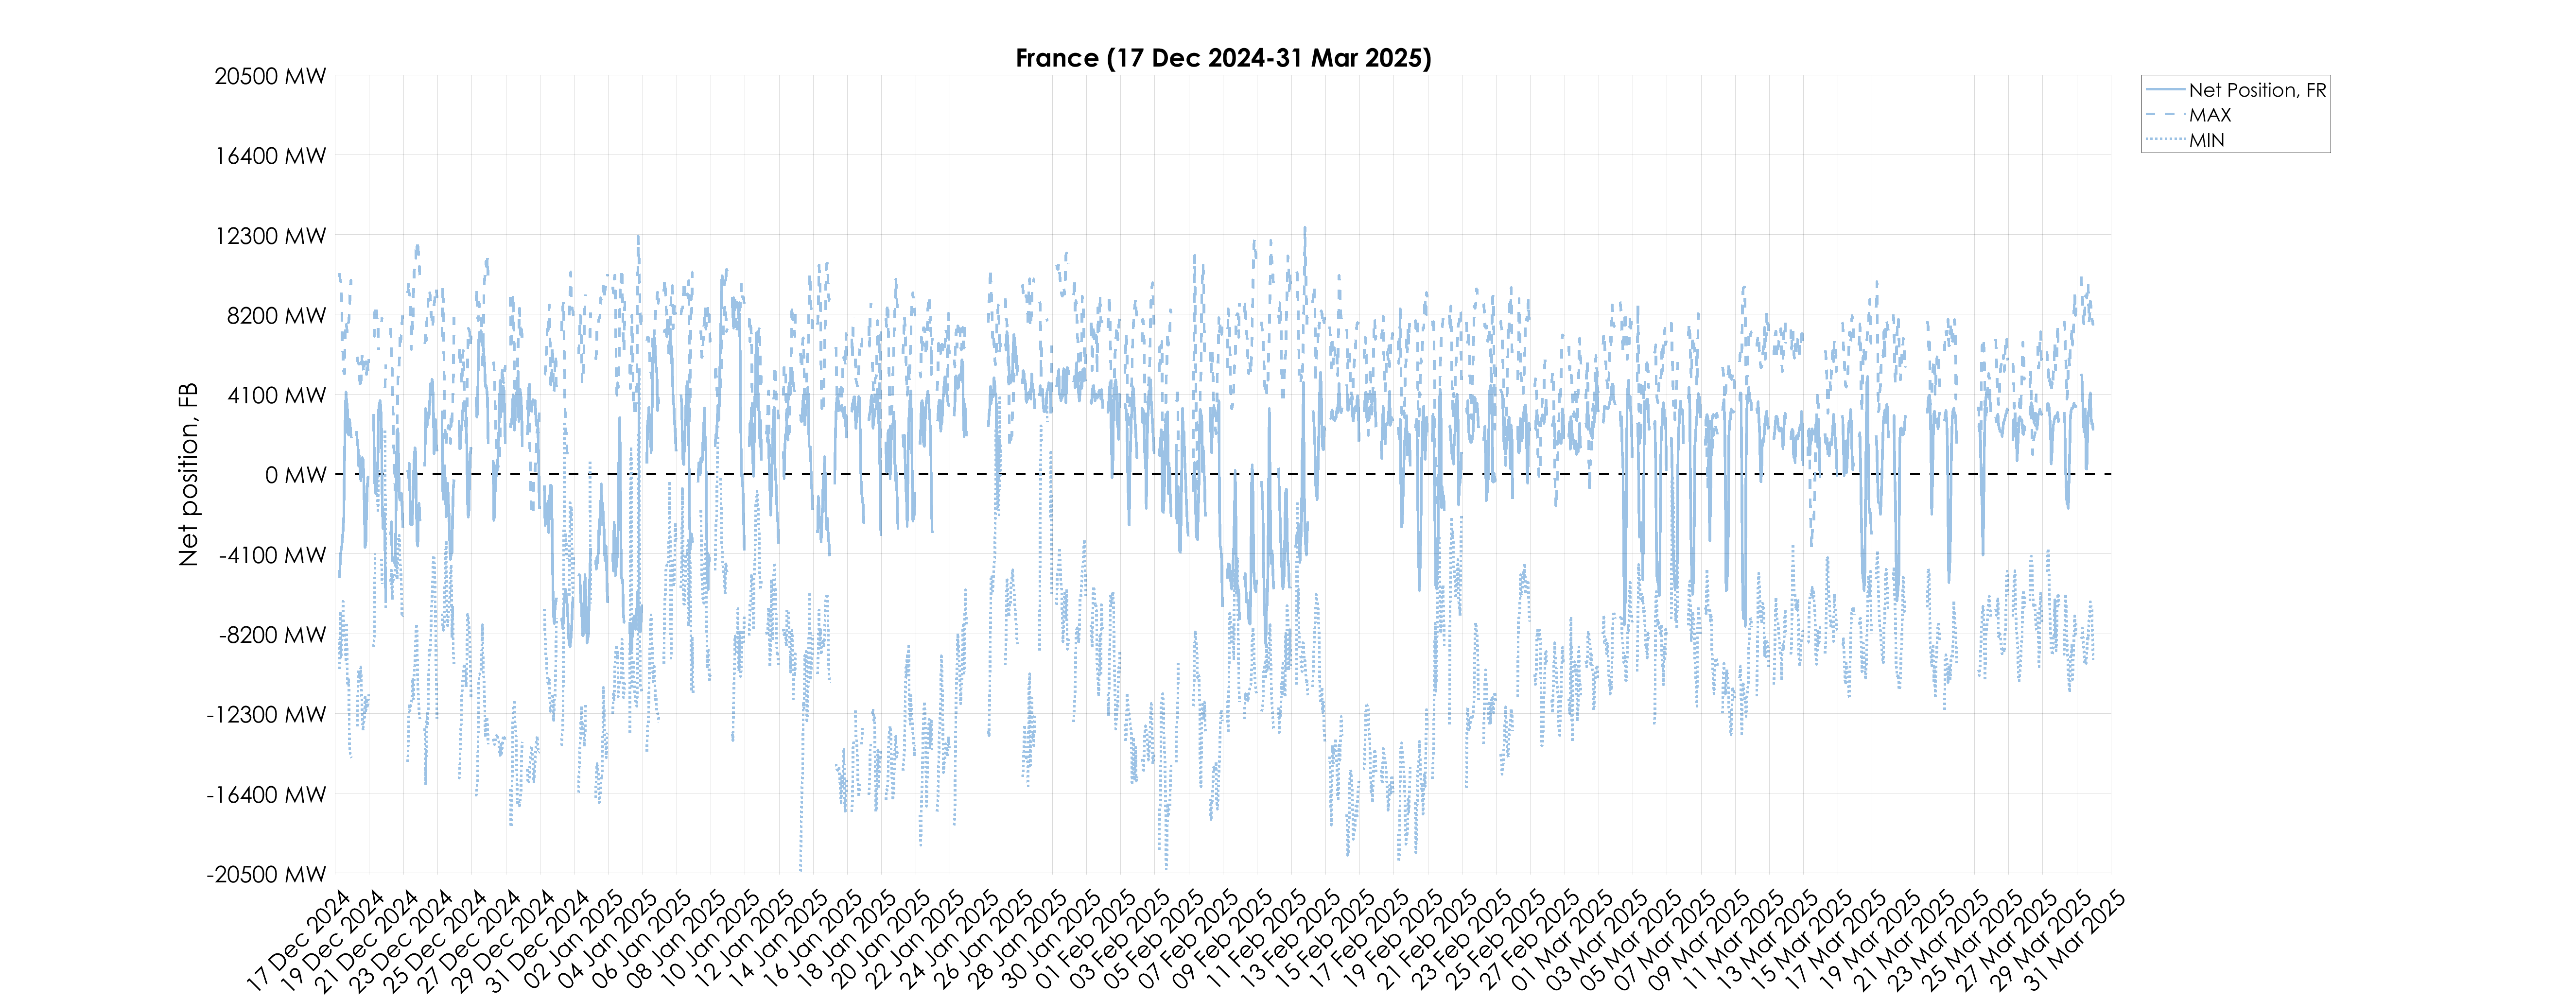 France (17 Dec 2024-31 Mar 2025)
20500 MW
16400 MW
12300 MW
8200 MW
4100 MW
0 MW
-4100 MW
-8200 MW
-12300 MW
-16400 MW
-20500 MW
Net position, FB
Net Position, FR
MAX
MIN
17 Dec 2024
19 Dec 2024
21 Dec 2024
23 Dec 2024
25 Dec 2024
27 Dec 2024
29 Dec 2024
31 Dec 2024
02 Jan 2025
04 Jan 2025
06 Jan 2025
08 Jan 2025
10 Jan 2025
12 Jan 2025
14 Jan 2025
16 Jan 2025
18 Jan 2025
20 Jan 2025
22 Jan 2025
24 Jan 2025
26 Jan 2025
28 Jan 2025
30 Jan 2025
01 Feb 2025
03 Feb 2025
05 Feb 2025
07 Feb 2025
09 Feb 2025
11 Feb 2025
13 Feb 2025
15 Feb 2025
17 Feb 2025
19 Feb 2025
21 Feb 2025
23 Feb 2025
25 Feb 2025
27 Feb 2025
01 Mar 2025
03 Mar 2025
05 Mar 2025
07 Mar 2025
09 Mar 2025
11 Mar 2025
13 Mar 2025
15 Mar 2025
17 Mar 2025
19 Mar 2025
21 Mar 2025
23 Mar 2025
25 Mar 2025
27 Mar 2025
29 Mar 2025
31 Mar 2025